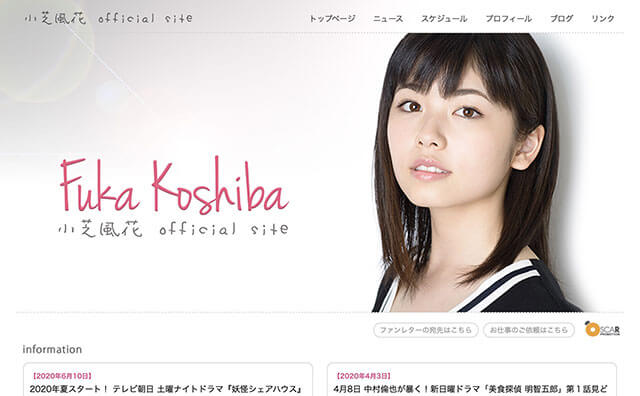 小芝風花 official site
トップページ ニュース スケジュール プロフィール ブログ リンク
Fuka Koshiba
小芝風花 official site
ファンレターの宛先はこちら お仕事のご依頼はこちら
OSCAR
PROMOTION
information
【2020年6月10日】
2020年夏スタート！ テレビ朝日 土曜ナイトドラマ『妖怪シェアハウス』
【2020年4月3日】
4月8日 中村倫也が暴く！新日曜ドラマ「美食探偵 明智五郎」第１話見ど